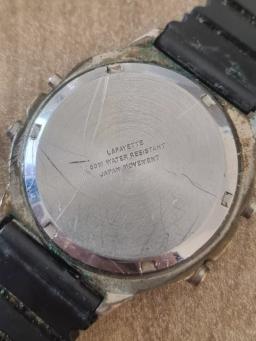 LAFAYETTE
50M WATER RESISTANT
JAPAN MOVEMENT